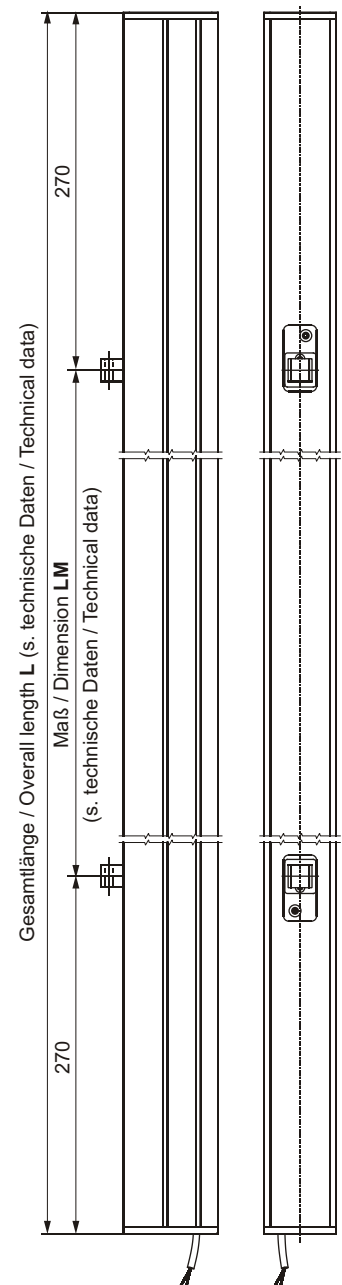 270
Gesamtlänge / Overall length L (s. technische Daten / Technical data)
Maß / Dimension LM
(s. technische Daten / Technical data)
270